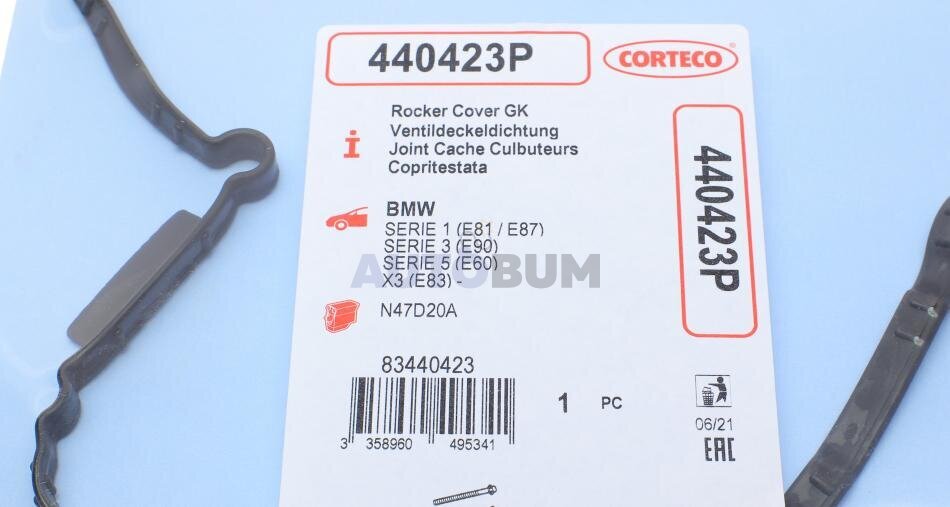 440423P
CORTECO
Rocker Cover GK
Ventildeckeldichtung
Joint Cache Culbuteurs
Copritestata
440423P
BMW
SERIE 1 (E81 / E87)
SERIE 3 (E90)
SERIE 5 (E60)
X3 (E83) -
AUTOBUM
N47D20A
83440423
1 PC
3 358960 495341
06/21
EAC